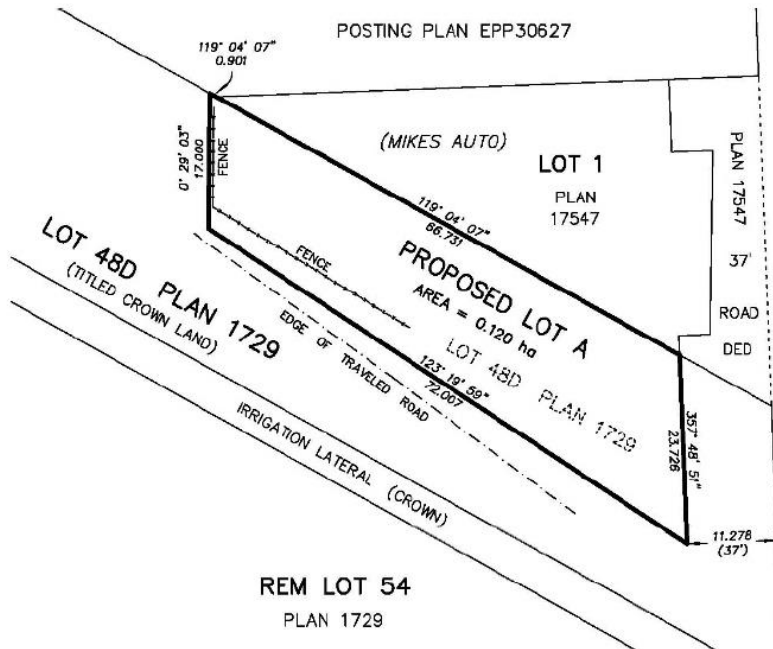 POSTING PLAN EPP30627
119° 04' 07"
0.901
(MIKES AUTO)
LOT 1
PLAN
17547
PLAN 17547
37'
ROAD
DED
0° 29' 03"
17.000
FENCE
119° 04' 07"
66.731
FENCE
PROPOSED LOT A
AREA = 0.120 ha
LOT 48D PLAN 1729
LOT 48D PLAN 1729
(TITLED CROWN LAND)
EDGE OF TRAVELED ROAD
123° 19' 59"
72.007
357° 48' 51"
23.726
IRRIGATION LATERAL (CROWN)
11.278
(37')
REM LOT 54
PLAN 1729